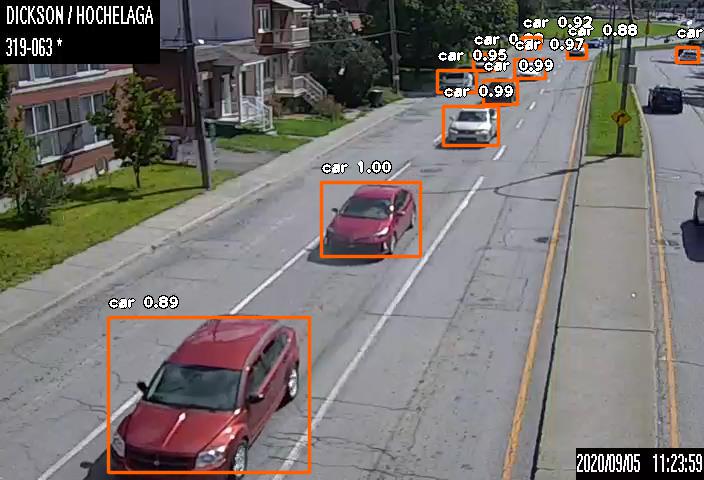 DICKSON / HOCHELAGA
319-063 *
car 0.92
car 0.88
car
car 0.97
car 0.95
car 0.99
car 0.99
car 1.00
car 0.89
2020/09/05 11:23:59